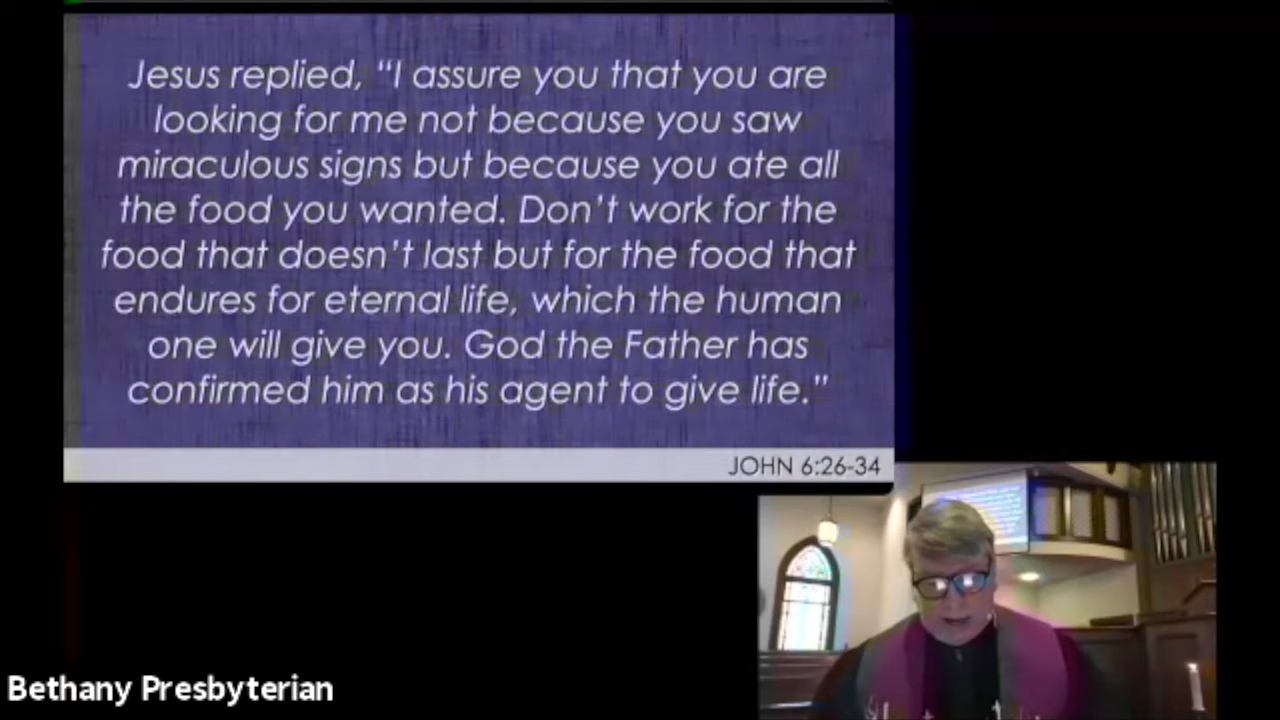 Jesus replied, “I assure you that you are
looking for me not because you saw
miraculous signs but because you ate all
the food you wanted. Don’t work for the
food that doesn’t last but for the food that
endures for eternal life, which the human
one will give you. God the Father has
confirmed him as his agent to give life.”
JOHN 6:26-34
Bethany Presbyterian